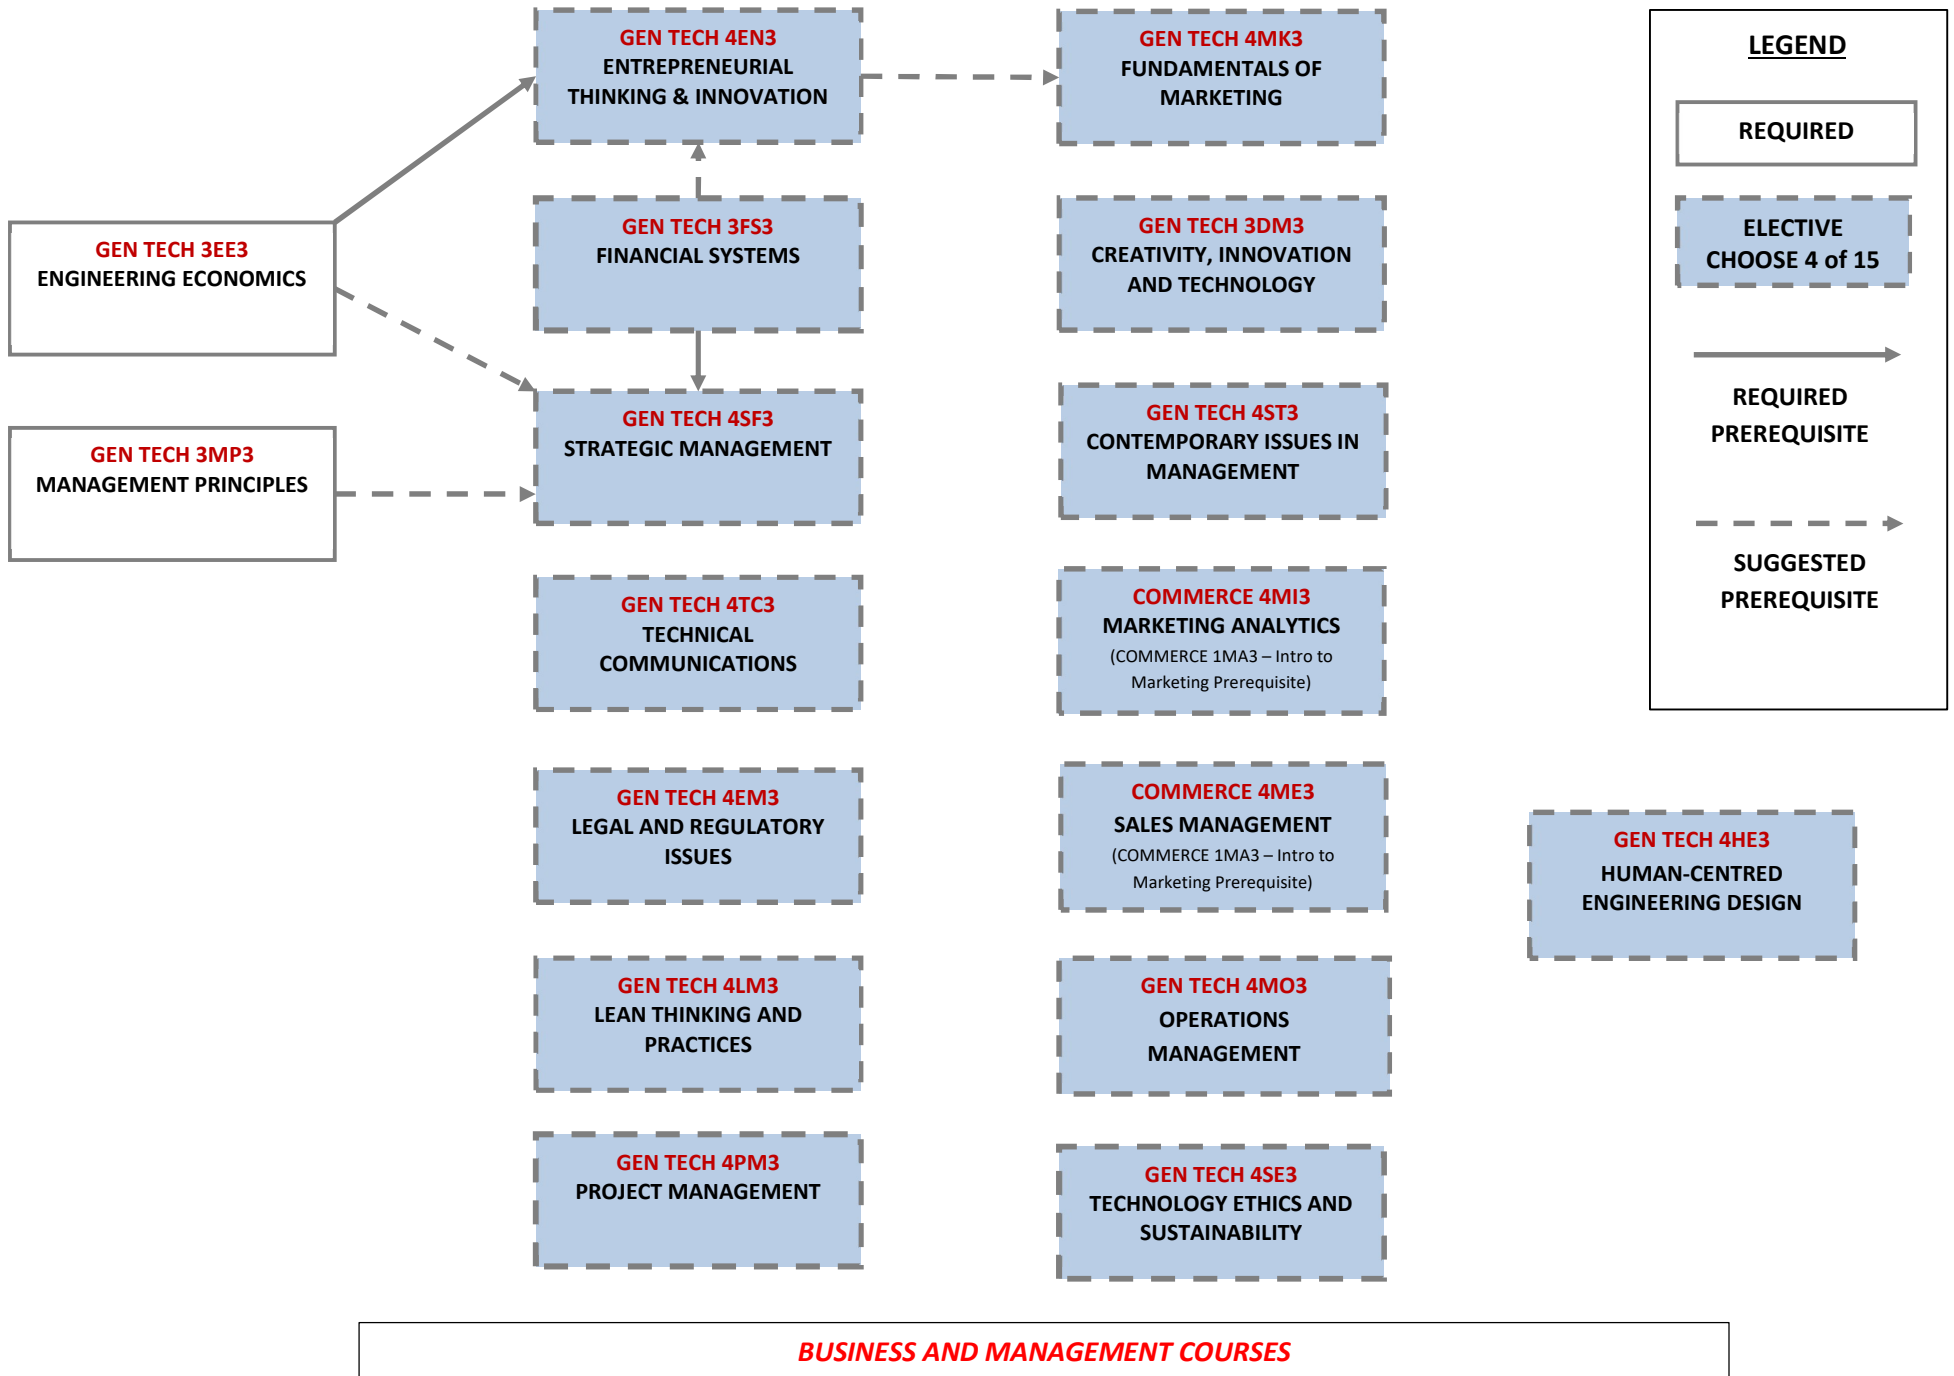 GEN TECH 3EE3
ENGINEERING ECONOMICS
GEN TECH 3MP3
MANAGEMENT PRINCIPLES
GEN TECH 4EN3
ENTREPRENEURIAL
THINKING & INNOVATION
GEN TECH 3FS3
FINANCIAL SYSTEMS
GEN TECH 4SF3
STRATEGIC MANAGEMENT
GEN TECH 4TC3
TECHNICAL
COMMUNICATIONS
GEN TECH 4EM3
LEGAL AND REGULATORY
ISSUES
GEN TECH 4LM3
LEAN THINKING AND
PRACTICES
GEN TECH 4PM3
PROJECT MANAGEMENT
GEN TECH 4MK3
FUNDAMENTALS OF
MARKETING
GEN TECH 3DM3
CREATIVITY, INNOVATION
AND TECHNOLOGY
GEN TECH 4ST3
CONTEMPORARY ISSUES IN
MANAGEMENT
COMMERCE 4MI3
MARKETING ANALYTICS
(COMMERCE 1MA3 – Intro to
Marketing Prerequisite)
COMMERCE 4ME3
SALES MANAGEMENT
(COMMERCE 1MA3 – Intro to
Marketing Prerequisite)
GEN TECH 4MO3
OPERATIONS
MANAGEMENT
GEN TECH 4SE3
TECHNOLOGY ETHICS AND
SUSTAINABILITY
LEGEND
REQUIRED
ELECTIVE
CHOOSE 4 of 15
REQUIRED
PREREQUISITE
SUGGESTED
PREREQUISITE
GEN TECH 4HE3
HUMAN-CENTRED
ENGINEERING DESIGN
BUSINESS AND MANAGEMENT COURSES